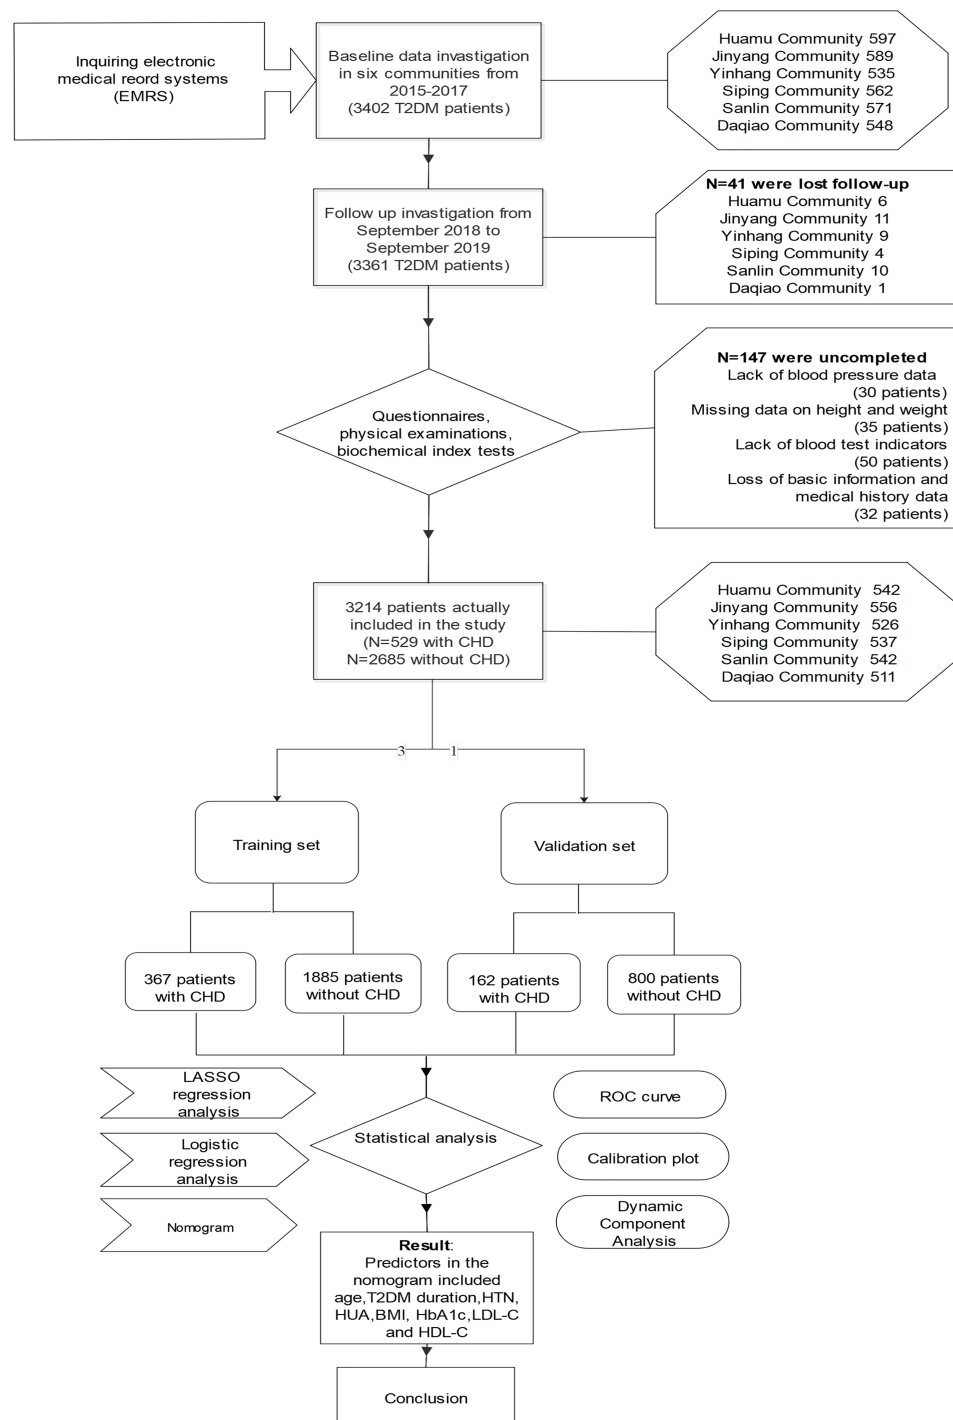 Inquiring electronic
medical reord systems
(EMRS)
Baseline data invastigation
in six communities from
2015-2017
(3402 T2DM patients)
Huamu Community 597
Jinyang Community 589
Yinhang Community 535
Siping Community 562
Sanlin Community 571
Daqiao Community 548
Follow up invastigation from
September 2018 to
September 2019
(3361 T2DM patients)
N=41 were lost follow-up
Huamu Community 6
Jinyang Community 11
Yinhang Community 9
Siping Community 4
Sanlin Community 10
Daqiao Community 1
Questionnaires,
physical examinations,
biochemical index tests
N=147 were uncompleted
Lack of blood pressure data
(30 patients)
Missing data on height and weight
(35 patients)
Lack of blood test indicators
(50 patients)
Loss of basic information and
medical history data
(32 patients)
3214 patients actually
included in the study
(N=529 with CHD
N=2685 without CHD)
Huamu Community 542
Jinyang Community 556
Yinhang Community 526
Siping Community 537
Sanlin Community 542
Daqiao Community 511
3 1
Training set
Validation set
367 patients
with CHD
1885 patients
without CHD
162 patients
with CHD
800 patients
without CHD
LASSO
regression
analysis
Logistic
regression
analysis
Nomogram
Statistical analysis
ROC curve
Calibration plot
Dynamic
Component
Analysis
Result:
Predictors in the
nomogram included
age,T2DM duration,HTN,
HUA,BMI, HbA1c,LDL-C
and HDL-C
Conclusion